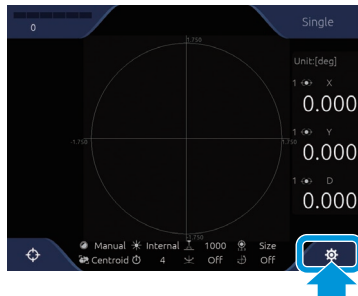 0
Single
1.750
Unit:[deg]
1 X
0.000
-1.750
1.750
1 Y
0.000
1 D
0.000
-1.750
Manual Internal 1000 Size
Centroid 4 Off Off